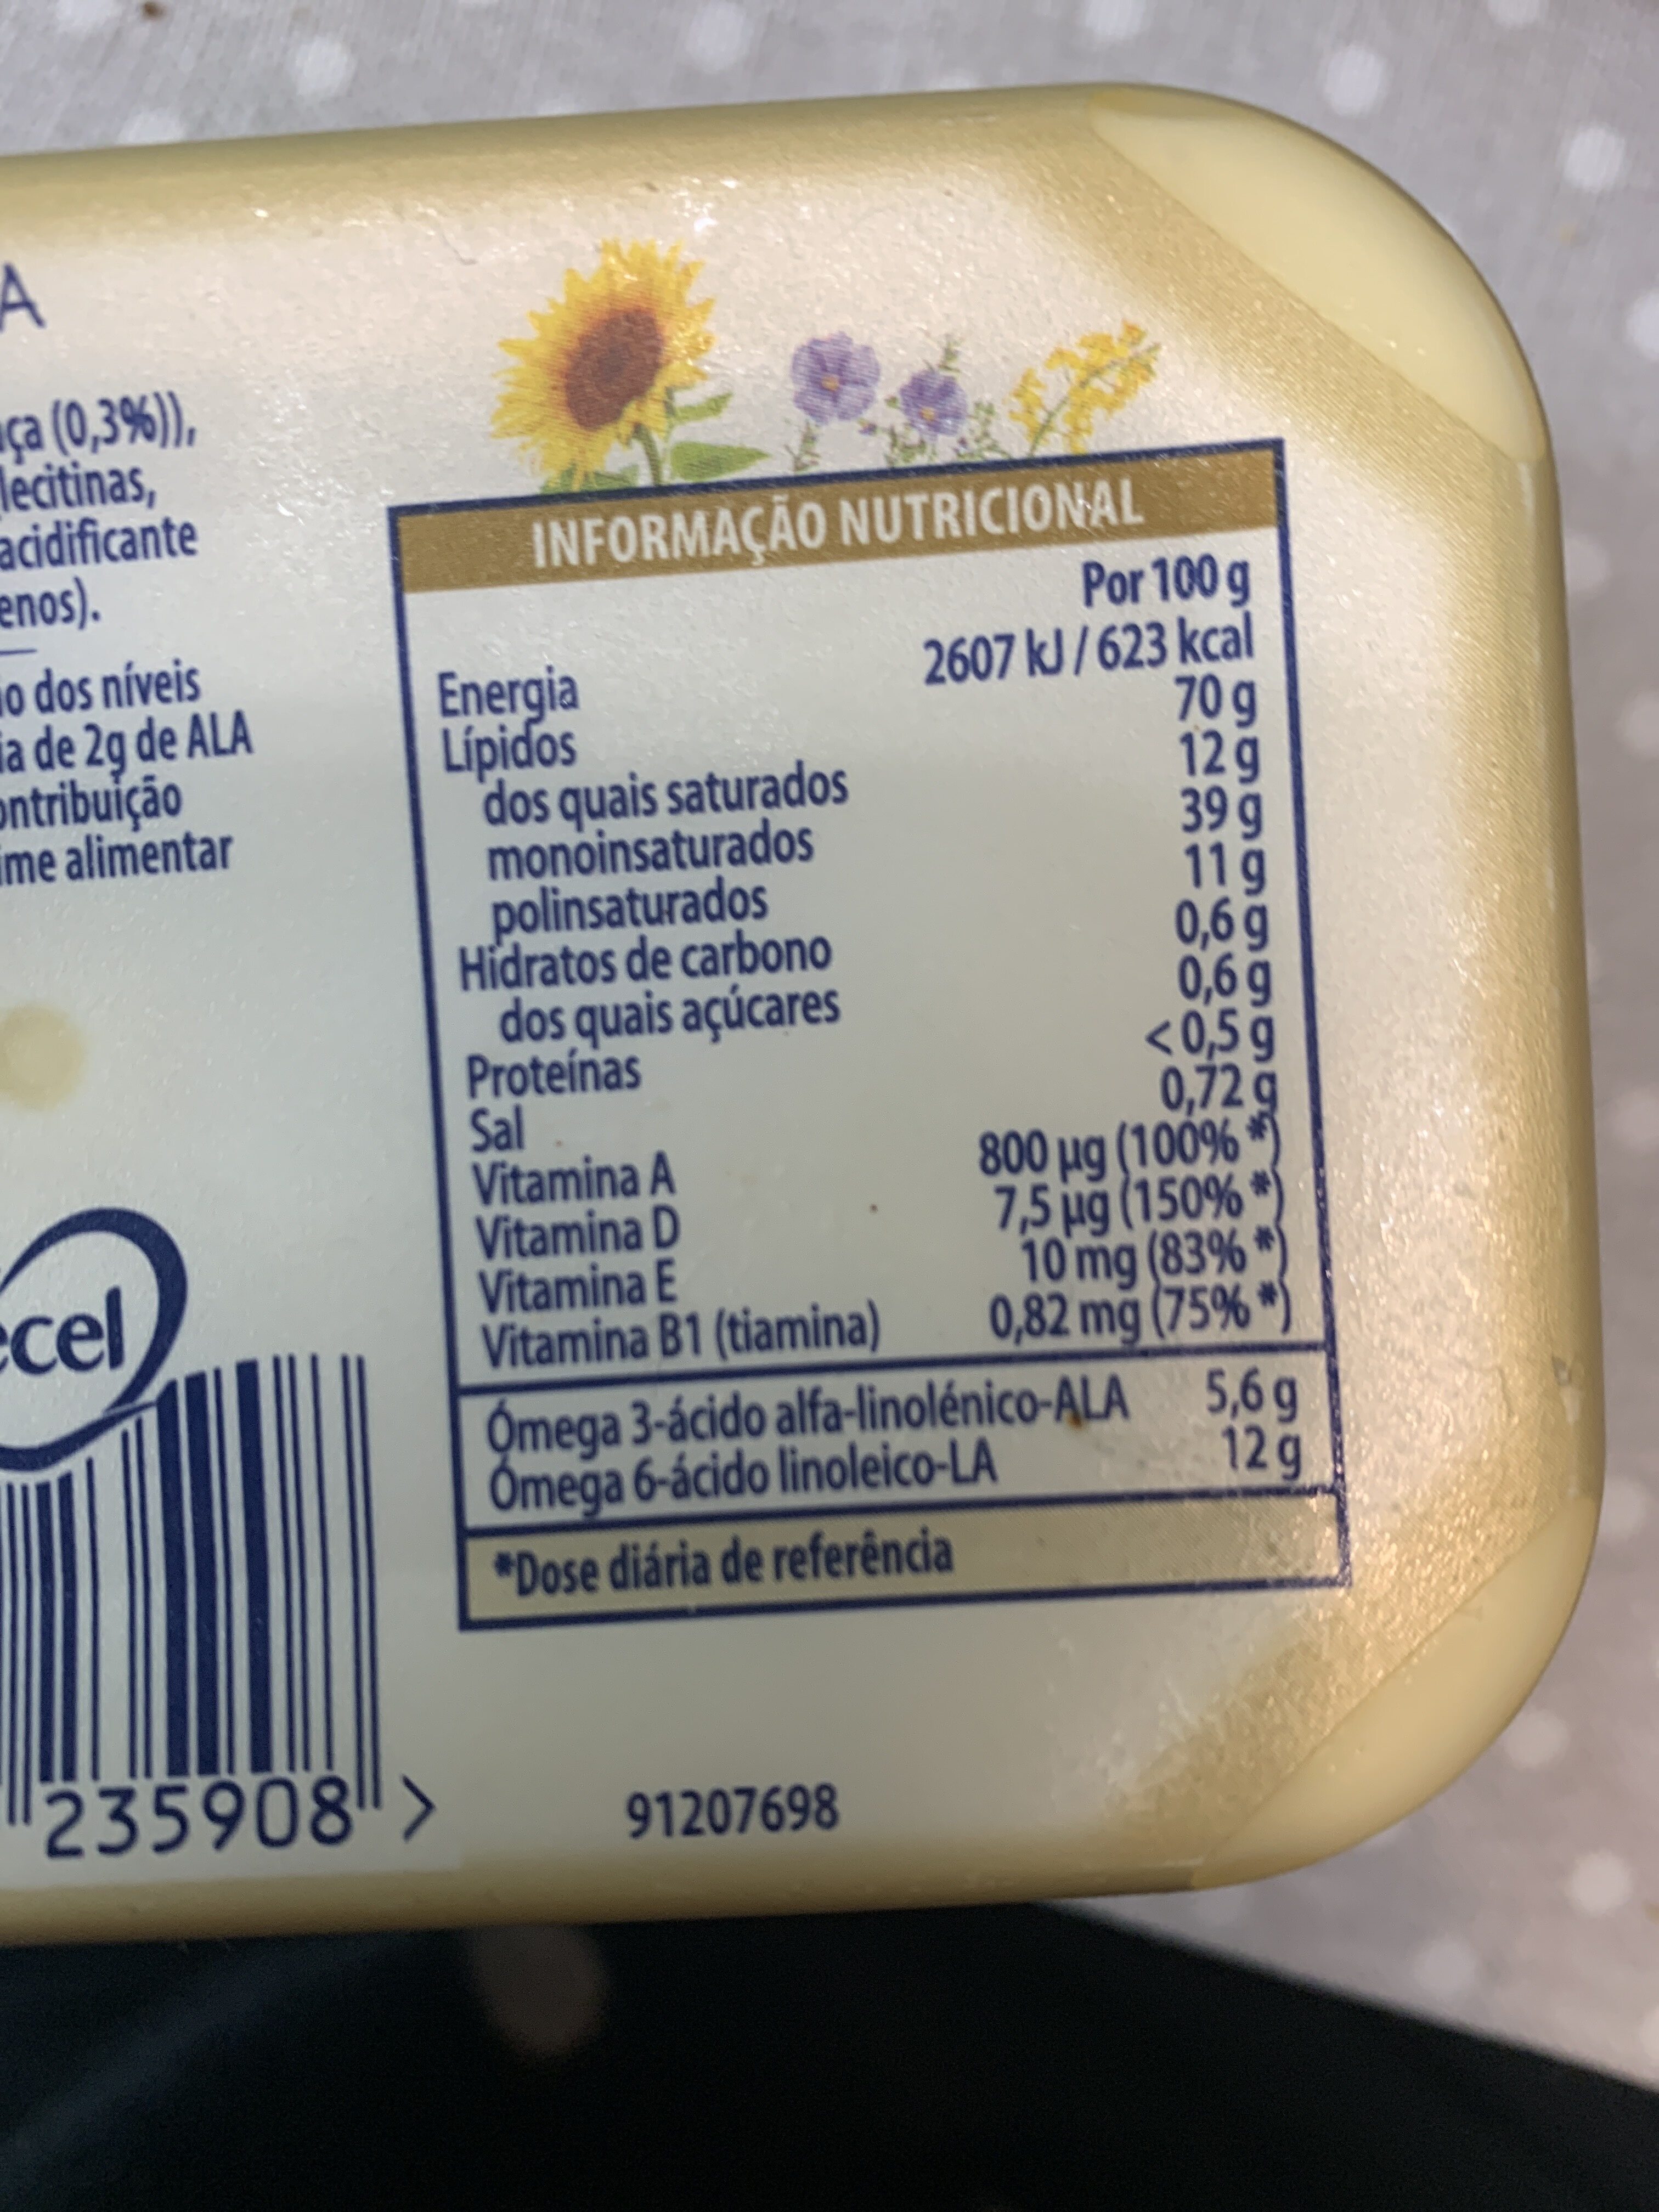 A
ça (0,3%)),
lecitinas,
acidificante
enos).
o dos níveis
ia de 2g de ALA
ontribuição
ime alimentar
ecel
235908 >
INFORMAÇÃO NUTRICIONAL
Por 100 g
Energia 2607 kJ / 623 kcal
Lípidos 70 g
dos quais saturados 12 g
monoinsaturados 39 g
polinsaturados 11 g
Hidratos de carbono 0,6 g
dos quais açúcares 0,6 g
Proteínas < 0,5 g
Sal 0,72 g
Vitamina A 800 µg (100% *)
Vitamina D 7,5 µg (150% *)
Vitamina E 10 mg (83% *)
Vitamina B1 (tiamina) 0,82 mg (75% *)
Ómega 3-ácido alfa-linolénico-ALA 5,6 g
Ómega 6-ácido linoleico-LA 12 g
*Dose diária de referência
91207698